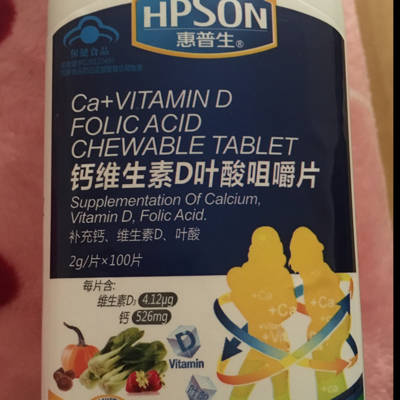 HPSON
惠普生®
保健食品
Ca+VITAMIN D
FOLIC ACID
CHEWABLE TABLET
钙维生素D叶酸咀嚼片
Supplementation Of Calcium,
Vitamin D, Folic Acid.
补充钙、维生素D、叶酸
2g/片×100片
每片含:
维生素D₃ 4.12μg
钙 526mg
D
Vitamin
+Ca
+Ca
+Ca